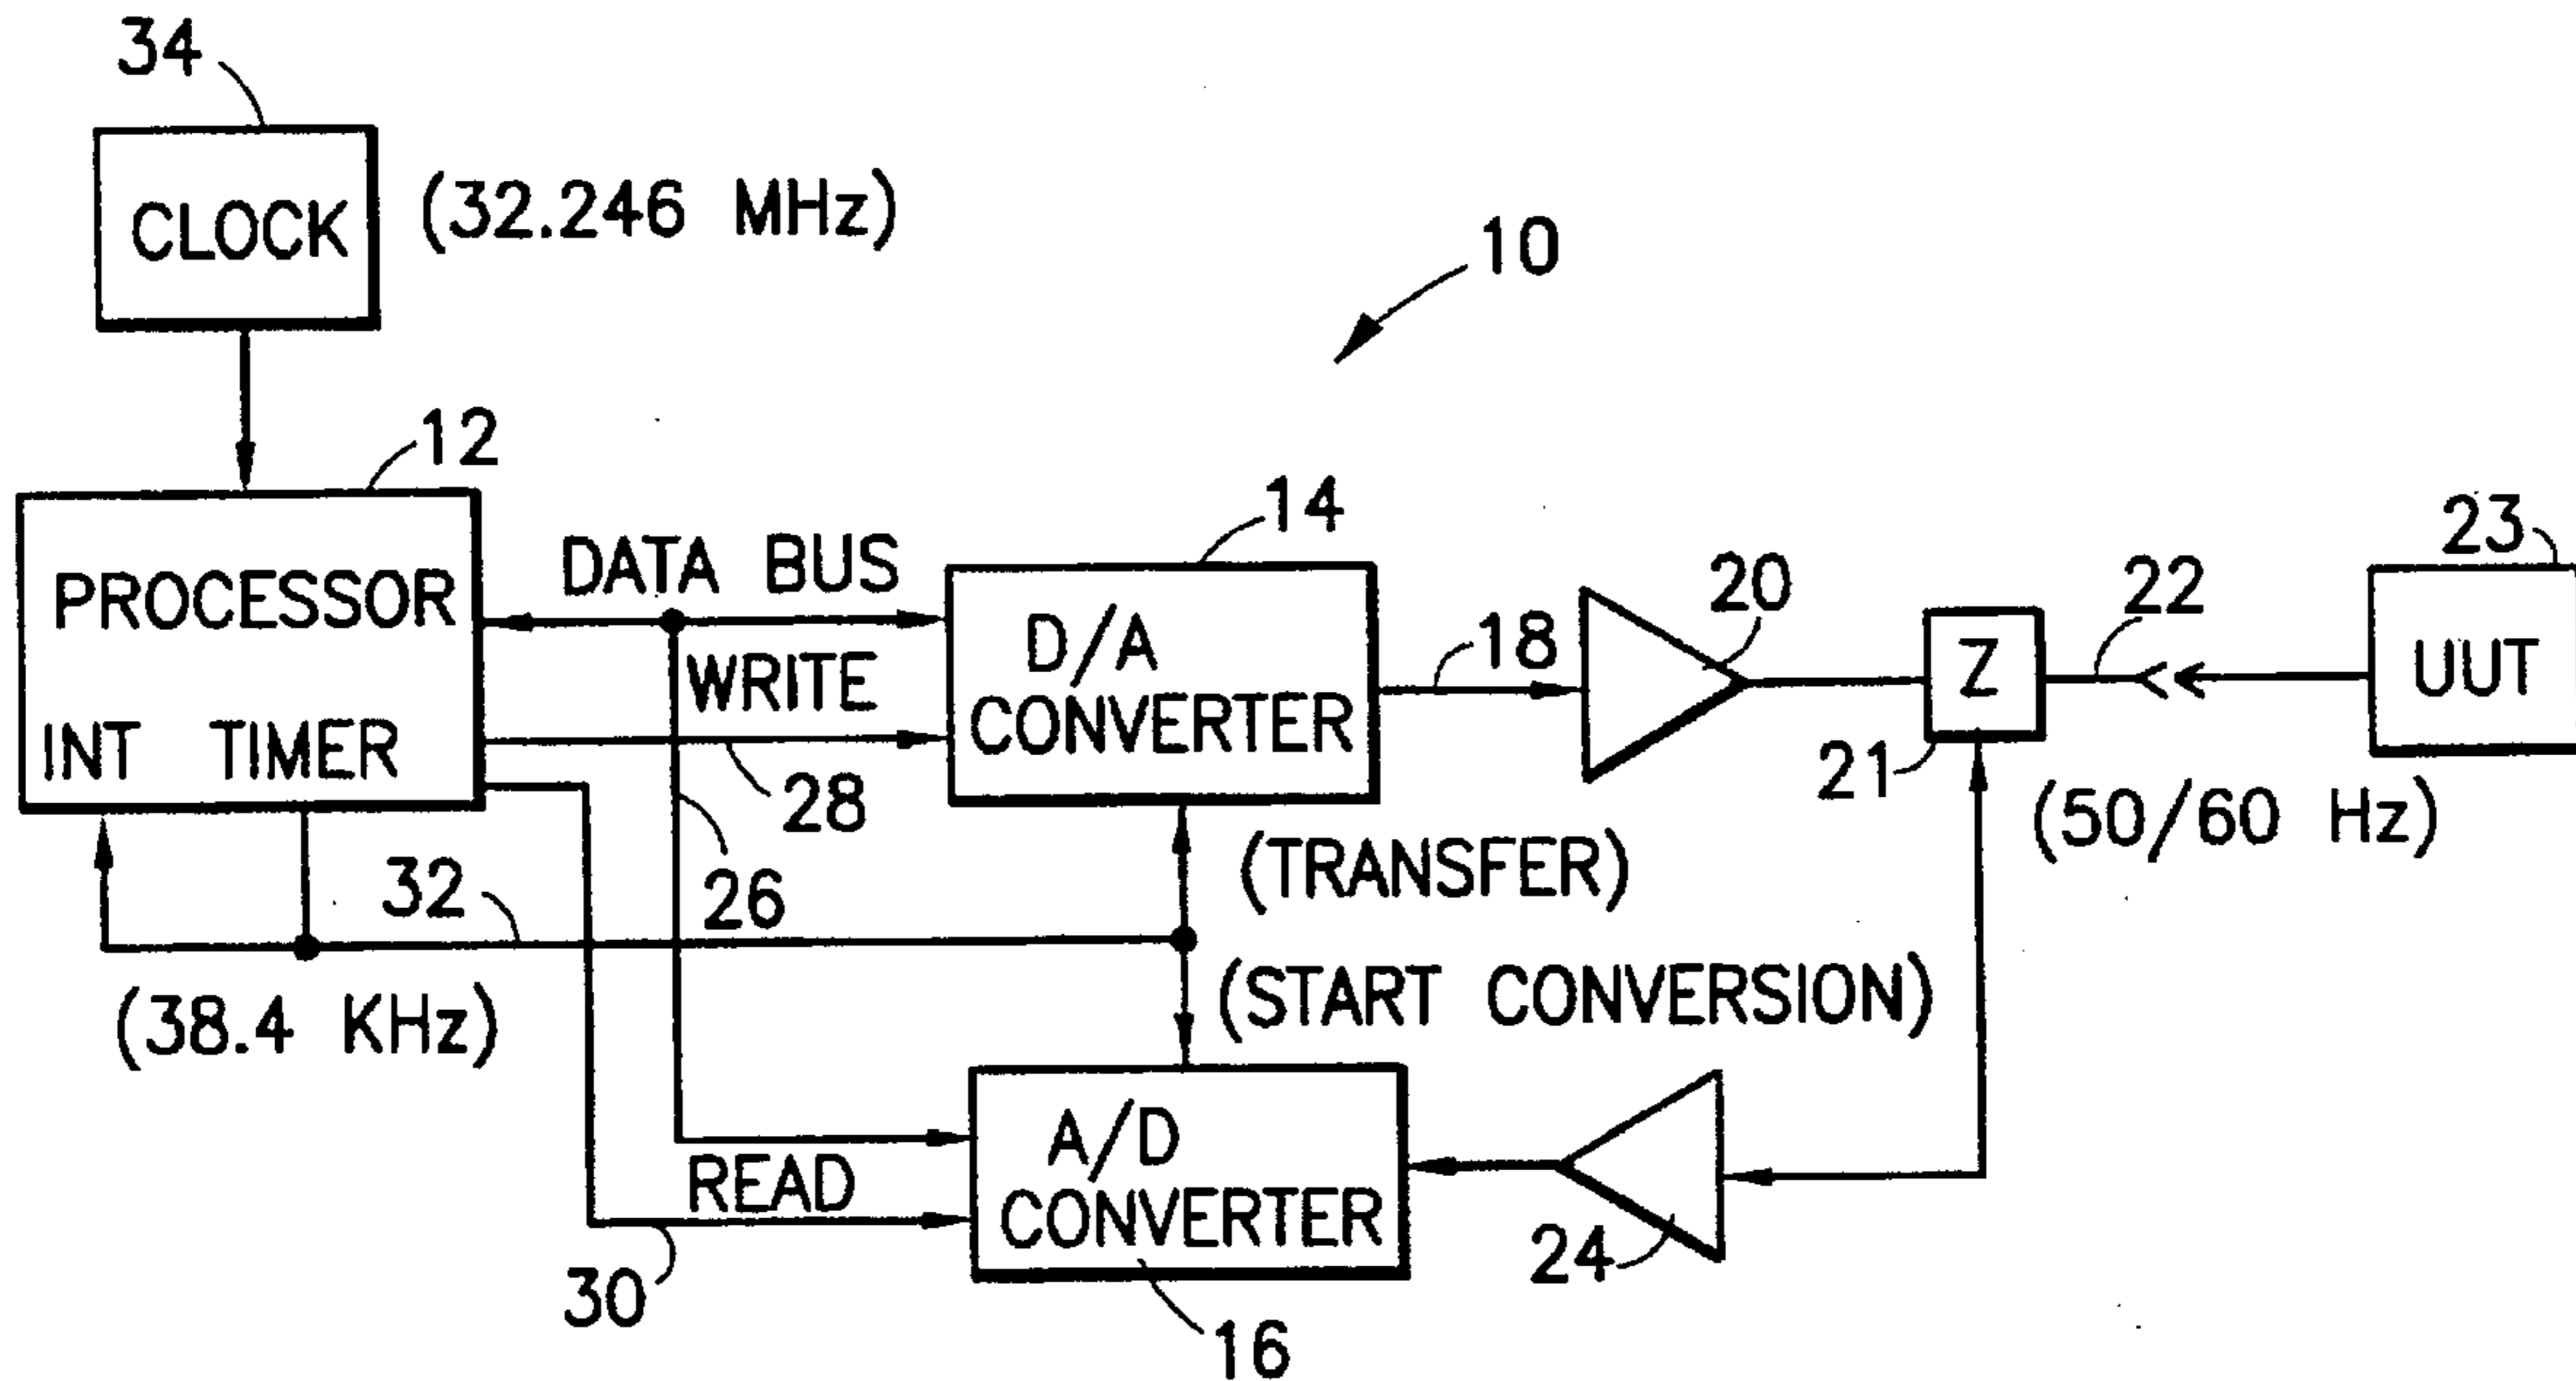 34
CLOCK
(32.246 MHz)
10
12
PROCESSOR
INT TIMER
DATA BUS
WRITE
28
26
14
D/A
CONVERTER
18
20
Z
21
22
23
UUT
(50/60 Hz)
(TRANSFER)
32
(38.4 KHz)
(START CONVERSION)
READ
30
A/D
CONVERTER
16
24